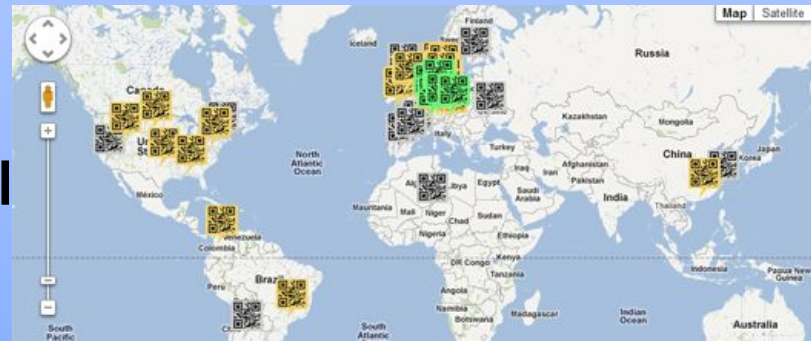 Map Satellite
Finland
Iceland
Russia
Canada
Kazakhstan
Mongolia
Italy
Turkey
China
Japan
Korea
North
Atlantic
Ocean
Iraq
Iran
Afghanistan
Pakistan
Egypt
Saudi
Arabia
India
México
Mauritania
Mali
Niger
Chad
Sudan
Thailand
Nigeria
Ethiopia
Venezuela
Colombia
DR Congo
Kenya
Tanzania
Indonesia
Papua New
Guinea
Peru
Angola
Namibia
Botswana
Madagascar
South
Pacific
South
Atlantic
Indian
Ocean
Australia